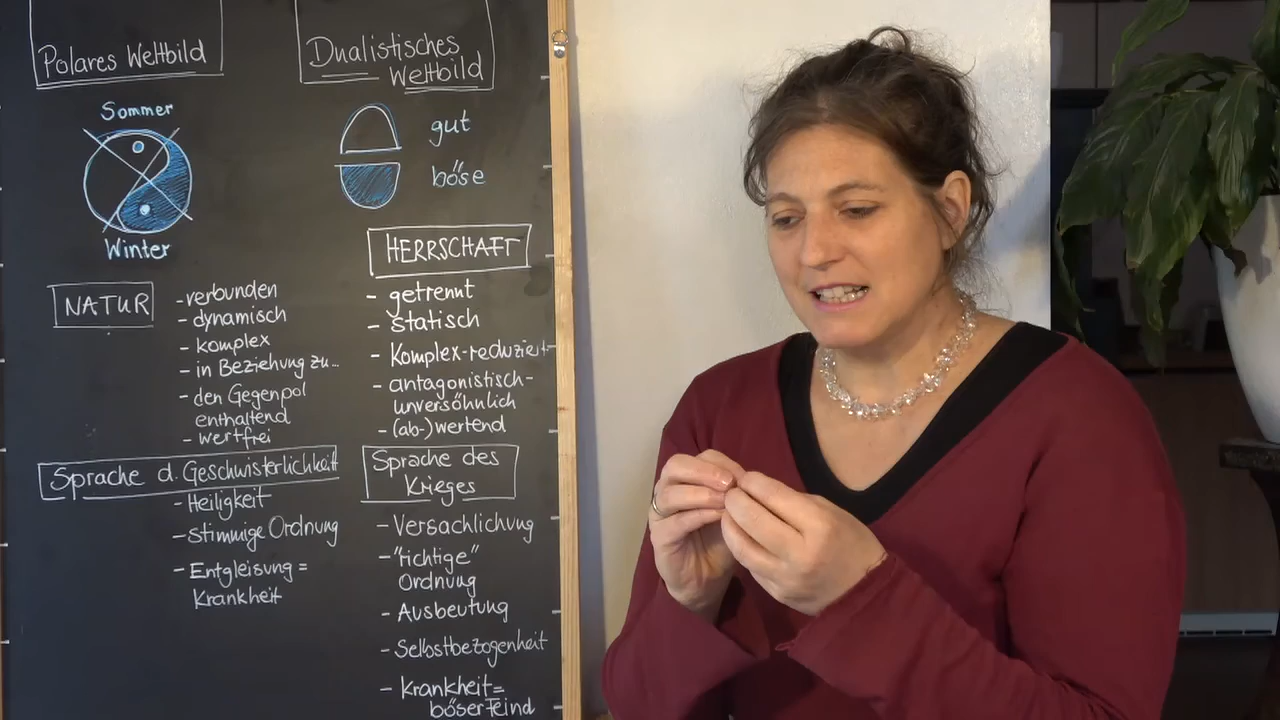 Polares Weltbild
Sommer
Winter
NATUR
- verbunden
- dynamisch
- komplex
- in Beziehung zu...
- den Gegenpol
enthaltend
- wertfrei
Sprache d. Geschwisterlichkeit
- Heiligkeit
- Stimmige Ordnung
- Entgleisung =
Krankheit
Dualistisches
Weltbild
gut
böse
HERRSCHAFT
- getrennt
- statisch
- Komplex-reduziert
- antagonistisch-
unversöhnlich
- (ab-)wertend
Sprache des
Krieges
- Versachlichung
- "richtige"
Ordnung
- Ausbeutung
- Selbstbezogenheit
- Krankheit =
böser Feind